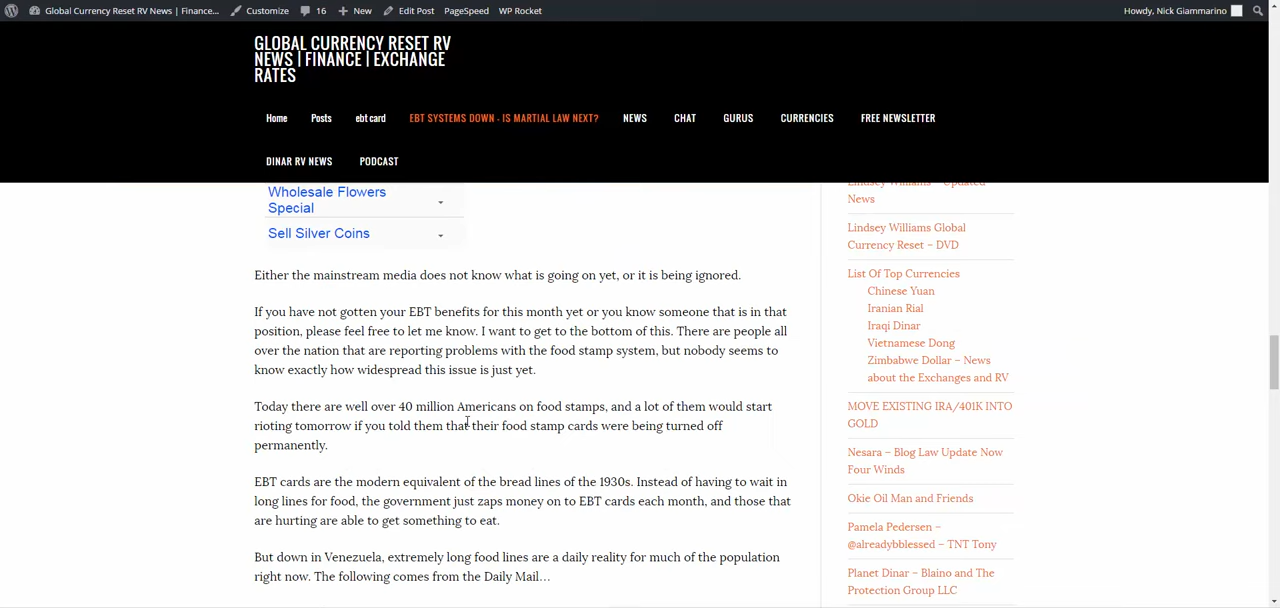 Global Currency Reset RV News | Finance... Customize 16 New Edit Post PageSpeed WP Rocket Howdy, Nick Giammarino
GLOBAL CURRENCY RESET RV
NEWS | FINANCE | EXCHANGE
RATES
Home Posts ebt card EBT SYSTEMS DOWN - IS MARTIAL LAW NEXT? NEWS CHAT GURUS CURRENCIES FREE NEWSLETTER
DINAR RV NEWS PODCAST
Wholesale Flowers
Special
Sell Silver Coins
Either the mainstream media does not know what is going on yet, or it is being ignored.
If you have not gotten your EBT benefits for this month yet or you know someone that is in that
position, please feel free to let me know. I want to get to the bottom of this. There are people all
over the nation that are reporting problems with the food stamp system, but nobody seems to
know exactly how widespread this issue is just yet.
Today there are well over 40 million Americans on food stamps, and a lot of them would start
rioting tomorrow if you told them that their food stamp cards were being turned off
permanently.
EBT cards are the modern equivalent of the bread lines of the 1930s. Instead of having to wait in
long lines for food, the government just zaps money on to EBT cards each month, and those that
are hurting are able to get something to eat.
But down in Venezuela, extremely long food lines are a daily reality for much of the population
right now. The following comes from the Daily Mail…
Lindsey Williams – Updated
News
Lindsey Williams Global
Currency Reset – DVD
List Of Top Currencies
Chinese Yuan
Iranian Rial
Iraqi Dinar
Vietnamese Dong
Zimbabwe Dollar – News
about the Exchanges and RV
MOVE EXISTING IRA/401K INTO
GOLD
Nesara – Blog Law Update Now
Four Winds
Okie Oil Man and Friends
Pamela Pedersen –
@alreadybblessed – TNT Tony
Planet Dinar – Blaino and The
Protection Group LLC